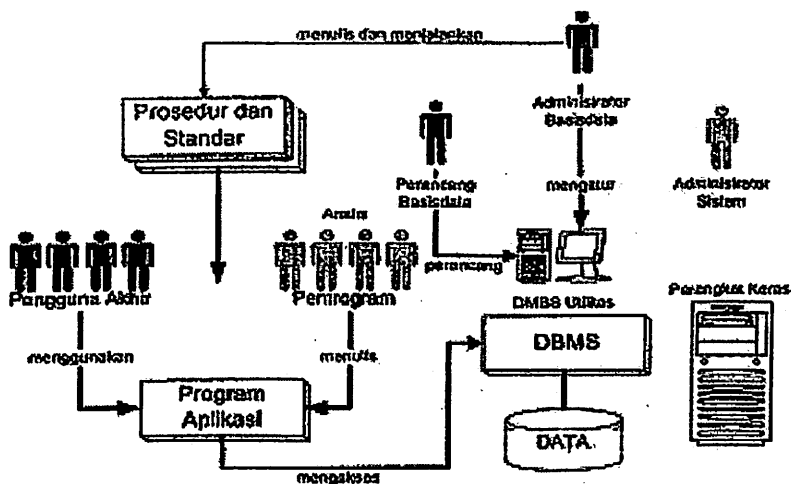 menulis dan menjalankan
Prosedur dan
Standar
Administrator
Basisdata
Perancang
Basisdata
mengatur
Administrator
Sistem
Analis
perancang
Pengguna Akhir
Pemrogram
DMBS Utilitas
Perangkat Keras
menggunakan
menulis
DBMS
Program
Aplikasi
DATA
mengakses